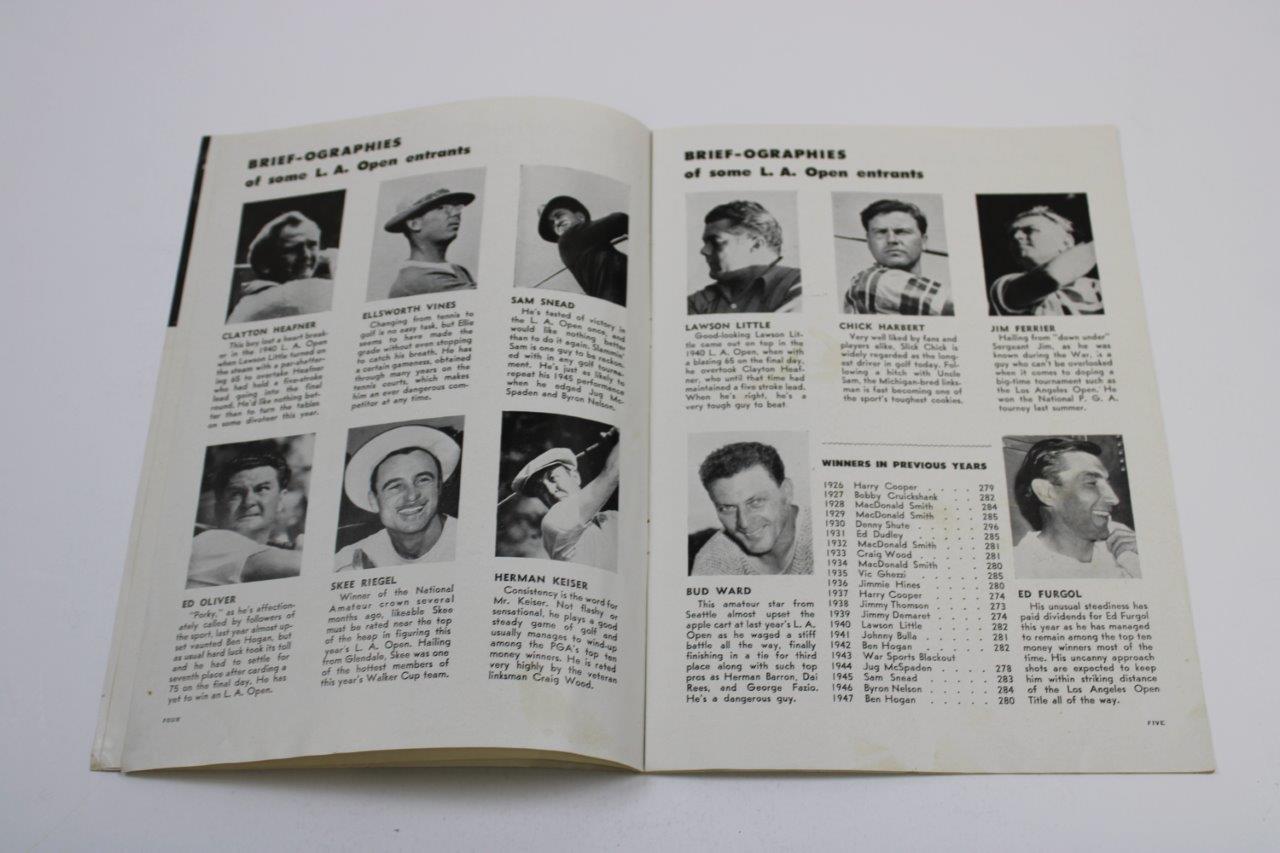 BRIEF-OGRAPHIES
of some L. A. Open entrants
CLAYTON HEAFNER
This boy lost a heart break-
er in the 1940 L. A. Open
when Lawson Little turned on
the steam with a par-shatter-
ing 65 to overtake Heafner
who had held a five-stroke
lead going into the final
round. He'd like nothing bet-
ter than to turn the tables
on some divoteer this year.
ELLSWORTH VINES
Changing from tennis to
golf is no easy task, but Ellie
seems to have made the
grade without even stopping
to catch his breath. He has
a certain gameness, obtained
through many years on the
tennis courts, which makes
him an ever dangerous com-
petitor at any time.
SAM SNEAD
He's tasted of victory in
the L. A. Open once, and
would like nothing better
than to do it again. Slammin'
Sam is one guy to be reckon-
ed with in any golf tourna-
ment. He's just as likely to
repeat his 1945 performance
when he edged Jug Mc-
Spaden and Byron Nelson.
ED OLIVER
"Porky," as he's affection-
ately called by followers of
the sport, last year almost up-
set vaunted Ben Hogan, but
as usual hard luck took its toll
and he had to settle for
seventh place after carding a
75 on the final day. He has
yet to win an L. A. Open.
SKEE RIEGEL
Winner of the National
Amateur crown several
months ago, likeable Skee
must be rated near the top
of the heap in figuring this
year's L. A. Open. Hailing
from Glendale, Skee was one
of the hottest members of
this year's Walker Cup team.
HERMAN KEISER
Consistency is the word for
Mr. Keiser. Not flashy or
sensational, he plays a good
steady game of golf and
usually manages to wind-up
among the PGA's top ten
money winners. He is rated
very highly by the veteran
linksman Craig Wood.
FOUR
BRIEF-OGRAPHIES
of some L. A. Open entrants
LAWSON LITTLE
Good-looking Lawson Lit-
tle came out on top in the
1940 L. A. Open, when with
a blazing 65 on the final day,
he overtook Clayton Heaf-
ner, who until that time had
maintained a five stroke lead.
When he's right, he's a
very tough guy to beat.
CHICK HARBERT
Very well liked by fans and
players alike, Slick Chick is
widely regarded as the long-
est driver in golf today. Fol-
lowing a hitch with Uncle
Sam, the Michigan-bred links-
man is fast becoming one of
the sport's toughest cookies.
JIM FERRIER
Hailing from "down under"
Sergeant Jim, as he was
known during the War, is a
guy who can't be overlooked
when it comes to doping a
big-time tournament such as
the Los Angeles Open. He
won the National P. G. A.
tourney last summer.
BUD WARD
This amateur star from
Seattle almost upset the
apple cart at last year's L. A.
Open as he waged a stiff
battle all the way, finally
finishing in a tie for third
place along with such top
pros as Herman Barron, Dai
Rees, and George Fazio.
He's a dangerous guy.
WINNERS IN PREVIOUS YEARS
1926 Harry Cooper . . . . 279
1927 Bobby Cruickshank . . 282
1928 MacDonald Smith . . . 284
1929 MacDonald Smith . . . 285
1930 Denny Shute . . . . . 296
1931 Ed Dudley . . . . . . 285
1932 MacDonald Smith . . . 281
1933 Craig Wood . . . . . 281
1934 MacDonald Smith . . . 280
1935 Vic Ghezzi . . . . . 285
1936 Jimmie Hines . . . . 280
1937 Harry Cooper . . . . 274
1938 Jimmy Thomson . . . . 273
1939 Jimmy Demaret . . . . 274
1940 Lawson Little . . . . 282
1941 Johnny Bulla . . . . 281
1942 Ben Hogan . . . . . 282
1943 War Sports Blackout
1944 Jug McSpaden . . . . 278
1945 Sam Snead . . . . . 283
1946 Byron Nelson . . . . 284
1947 Ben Hogan . . . . . 280
ED FURGOL
His unusual steadiness has
paid dividends for Ed Furgol
this year as he has managed
to remain among the top ten
money winners most of the
time. His uncanny approach
shots are expected to keep
him within striking distance
of the Los Angeles Open
Title all of the way.
FIVE